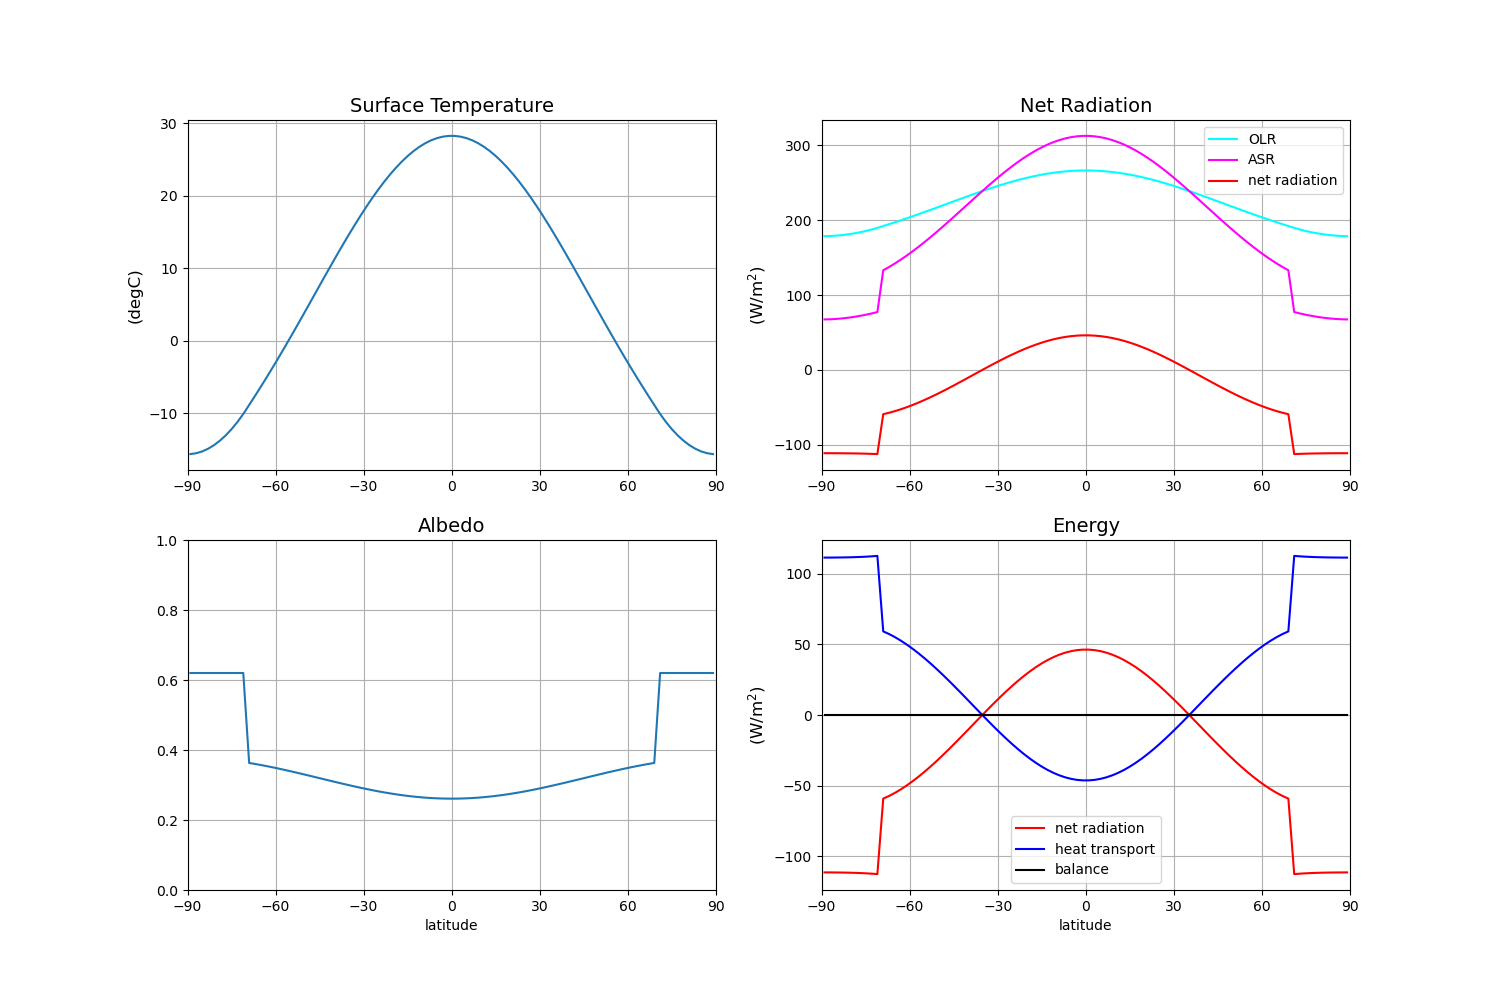 Surface Temperature
30
20
10
0
−10
(degC)
−90 −60 −30 0 30 60 90
Net Radiation
300
200
100
0
−100
(W/m²)
OLR
ASR
net radiation
−90 −60 −30 0 30 60 90
Albedo
1.0
0.8
0.6
0.4
0.2
0.0
−90 −60 −30 0 30 60 90
latitude
Energy
100
50
0
−50
−100
(W/m²)
net radiation
heat transport
balance
−90 −60 −30 0 30 60 90
latitude